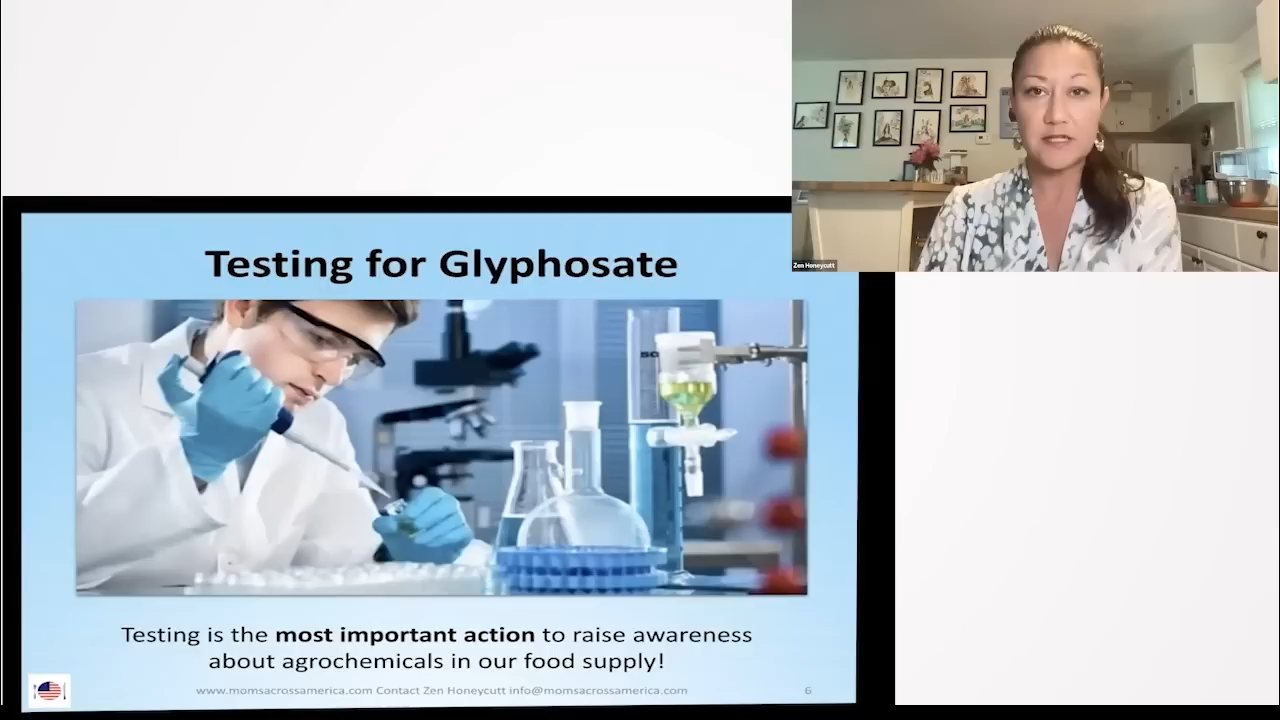 Zen Honeycutt
Testing for Glyphosate
Testing is the most important action to raise awareness
about agrochemicals in our food supply!
www.momsacrossamerica.com Contact Zen Honeycutt info@momsacrossamerica.com
6